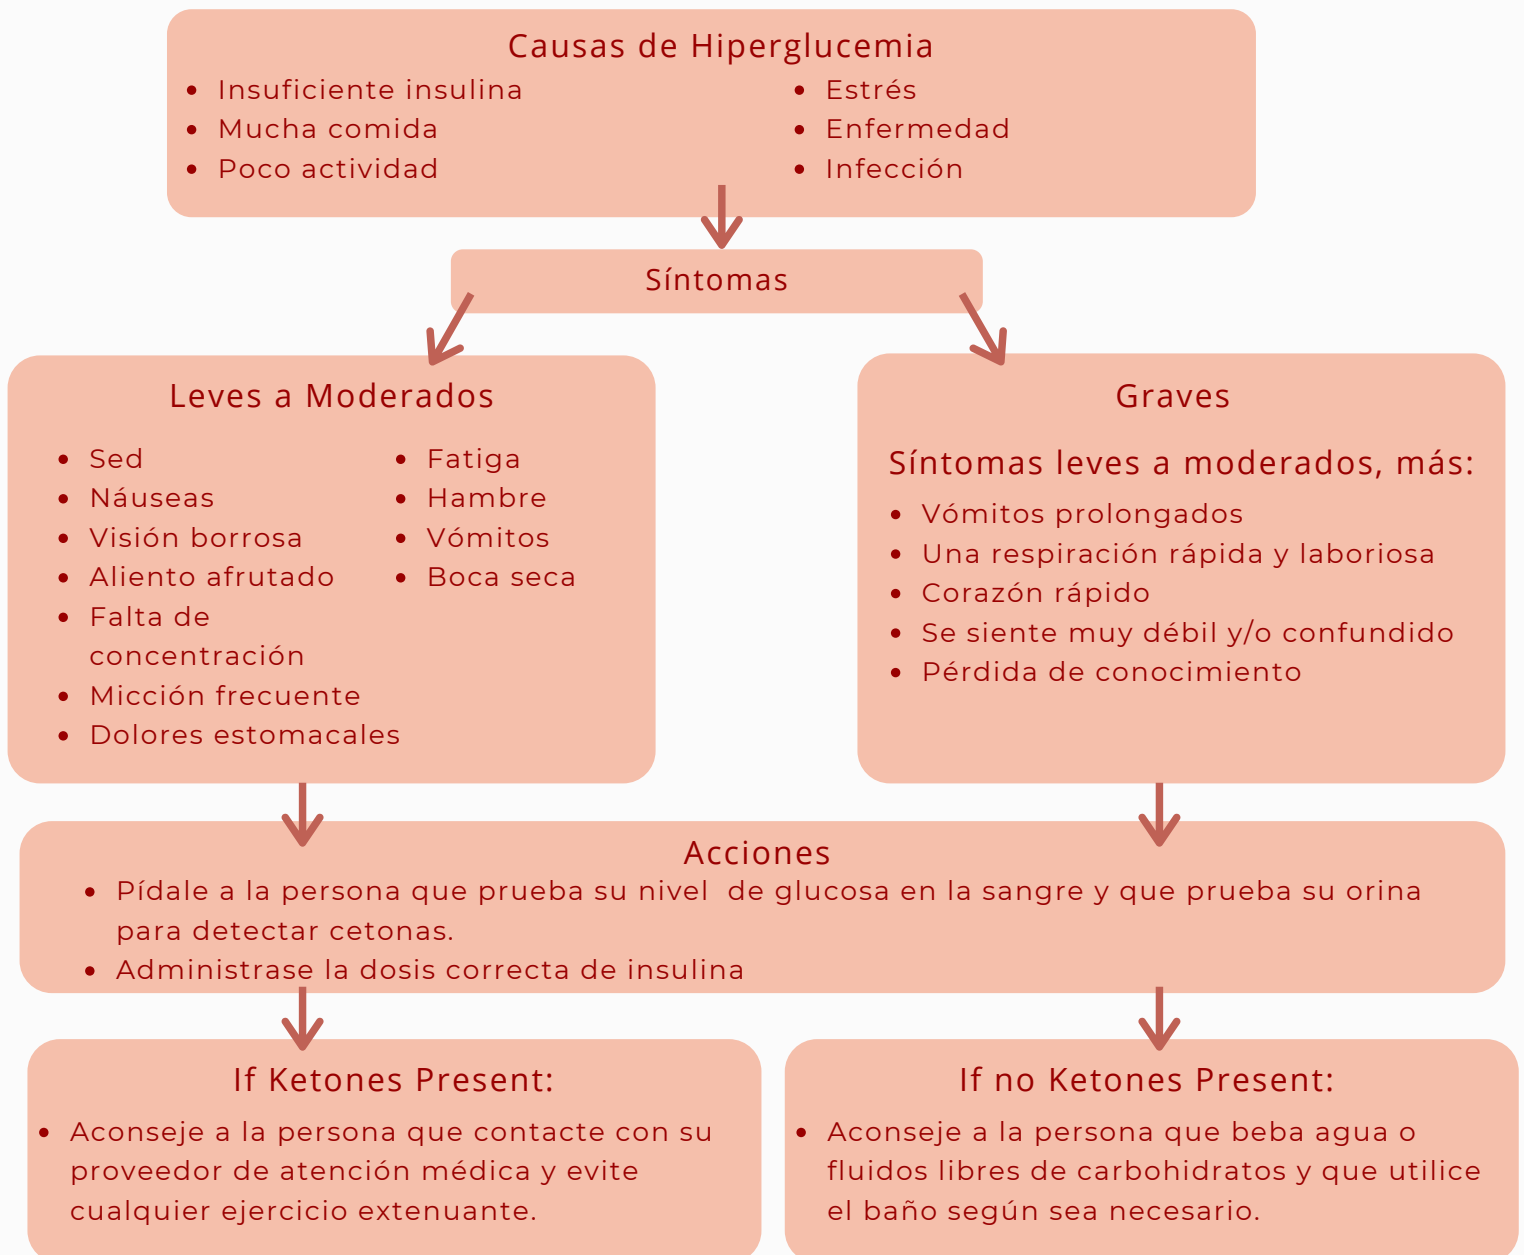 Causas de Hiperglucemia
Insuficiente insulina
Mucha comida
Poco actividad
Estrés
Enfermedad
Infección
Síntomas
Leves a Moderados
Sed
Náuseas
Visión borrosa
Aliento afrutado
Falta de
concentración
Micción frecuente
Dolores estomacales
Fatiga
Hambre
Vómitos
Boca seca
Graves
Síntomas leves a moderados, más:
Vómitos prolongados
Una respiración rápida y laboriosa
Corazón rápido
Se siente muy débil y/o confundido
Pérdida de conocimiento
Acciones
Pídale a la persona que prueba su nivel de glucosa en la sangre y que prueba su orina
para detectar cetonas.
Administrase la dosis correcta de insulina
If Ketones Present:
Aconseje a la persona que contacte con su
proveedor de atención médica y evite
cualquier ejercicio extenuante.
If no Ketones Present:
Aconseje a la persona que beba agua o
fluidos libres de carbohidratos y que utilice
el baño según sea necesario.